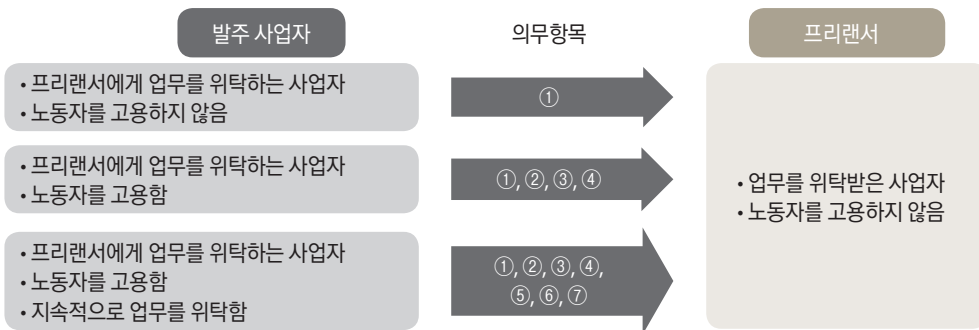 발주 사업자
의무항목
프리랜서
• 프리랜서에게 업무를 위탁하는 사업자
• 노동자를 고용하지 않음
①
• 프리랜서에게 업무를 위탁하는 사업자
• 노동자를 고용함
①, ②, ③, ④
• 프리랜서에게 업무를 위탁하는 사업자
• 노동자를 고용함
• 지속적으로 업무를 위탁함
①, ②, ③, ④,
⑤, ⑥, ⑦
• 업무를 위탁받은 사업자
• 노동자를 고용하지 않음